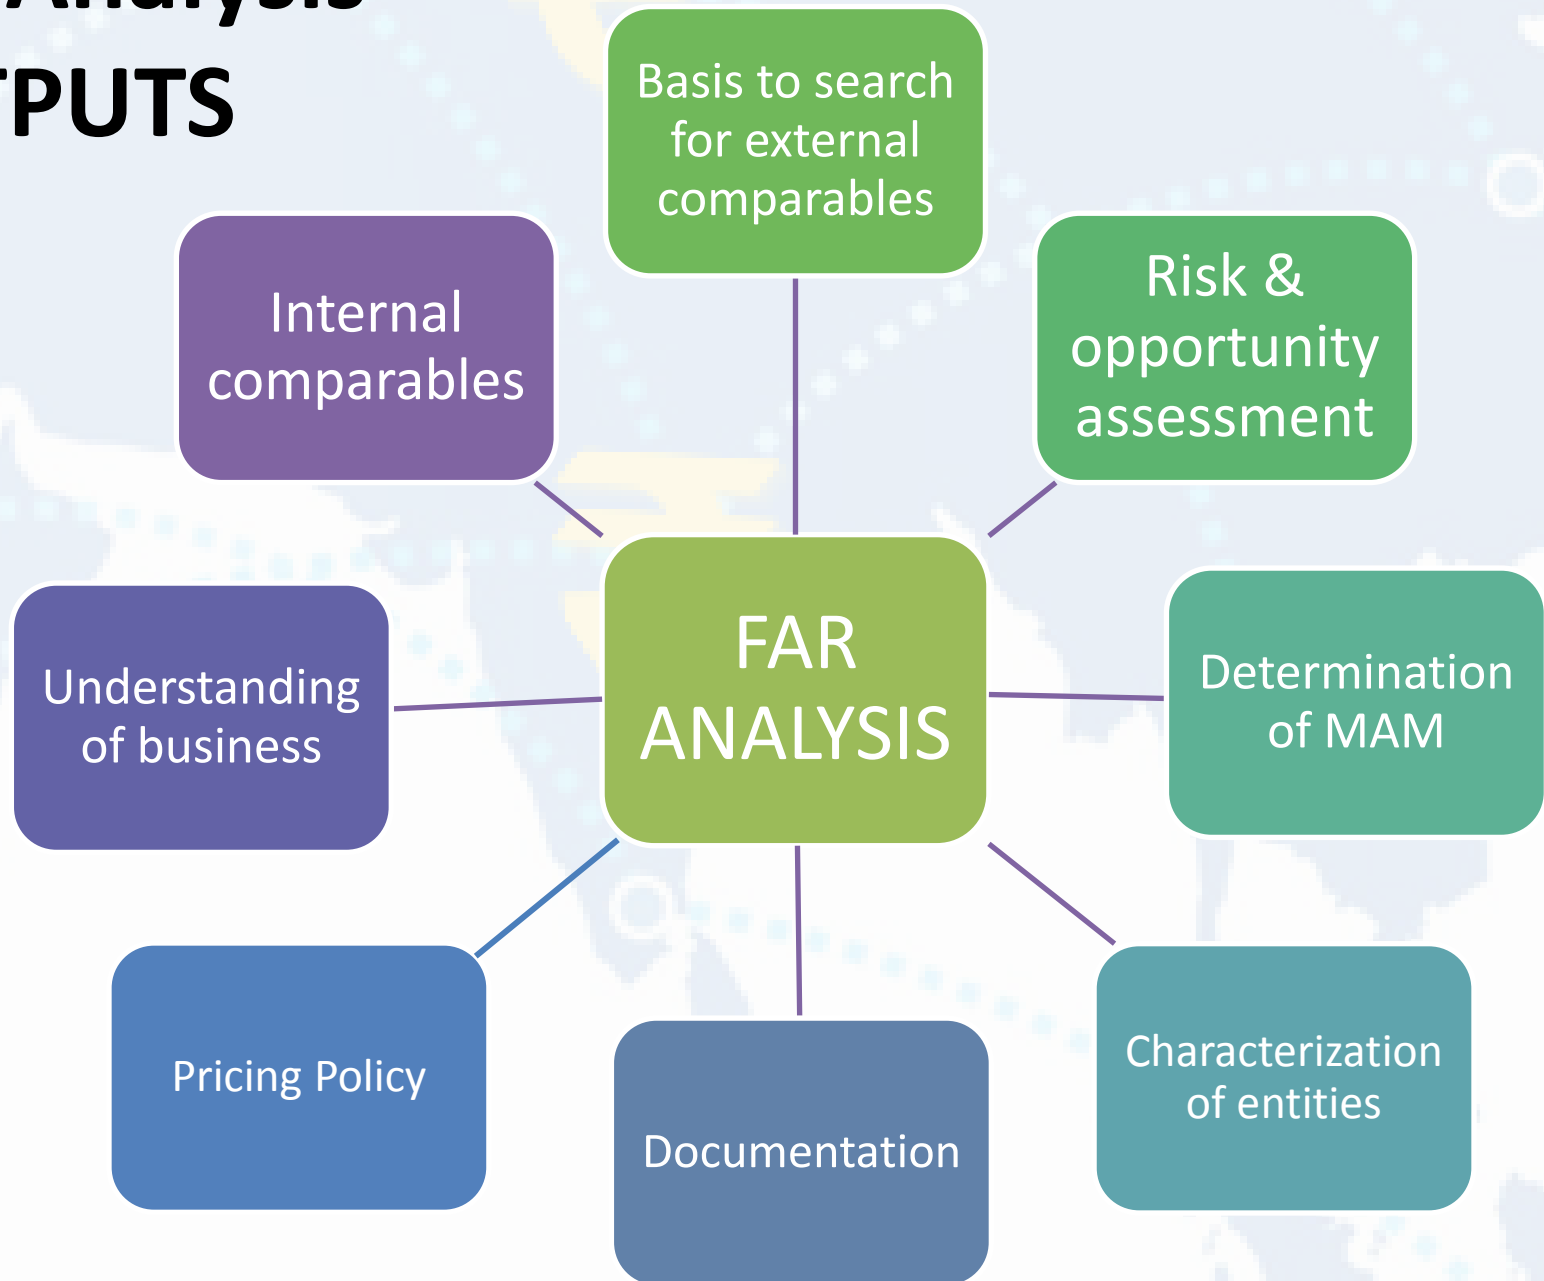 Analysis
TPUTS
Basis to search
for external
comparables
Internal
comparables
Risk &
opportunity
assessment
FAR
ANALYSIS
Understanding
of business
Determination
of MAM
Pricing Policy
Documentation
Characterization
of entities